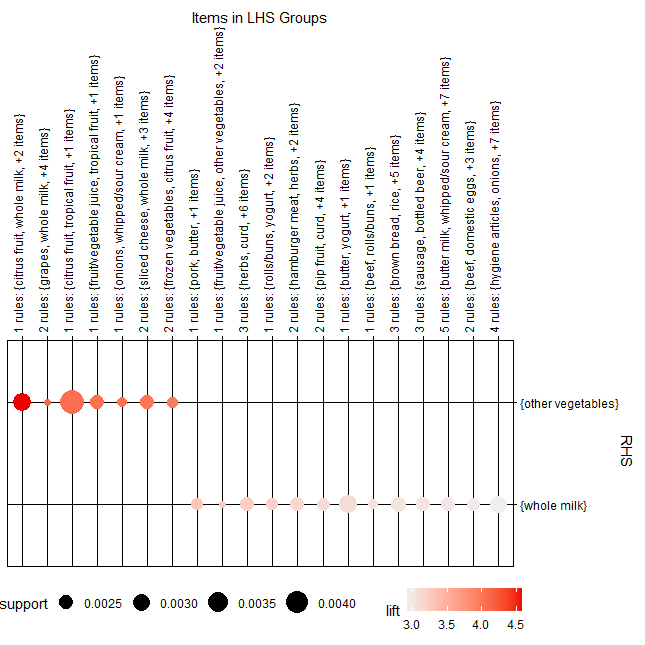 Items in LHS Groups
1 rules: {citrus fruit, whole milk, +2 items}
2 rules: {grapes, whole milk, +4 items}
1 rules: {citrus fruit, tropical fruit, +1 items}
1 rules: {fruit/vegetable juice, tropical fruit, +1 items}
1 rules: {onions, whipped/sour cream, +1 items}
2 rules: {sliced cheese, whole milk, +3 items}
2 rules: {frozen vegetables, citrus fruit, +4 items}
1 rules: {pork, butter, +1 items}
1 rules: {fruit/vegetable juice, other vegetables, +2 items}
3 rules: {herbs, curd, +6 items}
1 rules: {rolls/buns, yogurt, +2 items}
2 rules: {hamburger meat, herbs, +2 items}
2 rules: {pip fruit, curd, +4 items}
1 rules: {butter, yogurt, +1 items}
1 rules: {beef, rolls/buns, +1 items}
3 rules: {brown bread, rice, +5 items}
3 rules: {sausage, bottled beer, +4 items}
5 rules: {butter milk, whipped/sour cream, +7 items}
2 rules: {beef, domestic eggs, +3 items}
4 rules: {hygiene articles, onions, +7 items}
{other vegetables}
RHS
{whole milk}
support 0.0025 0.0030 0.0035 0.0040
lift
3.0 3.5 4.0 4.5